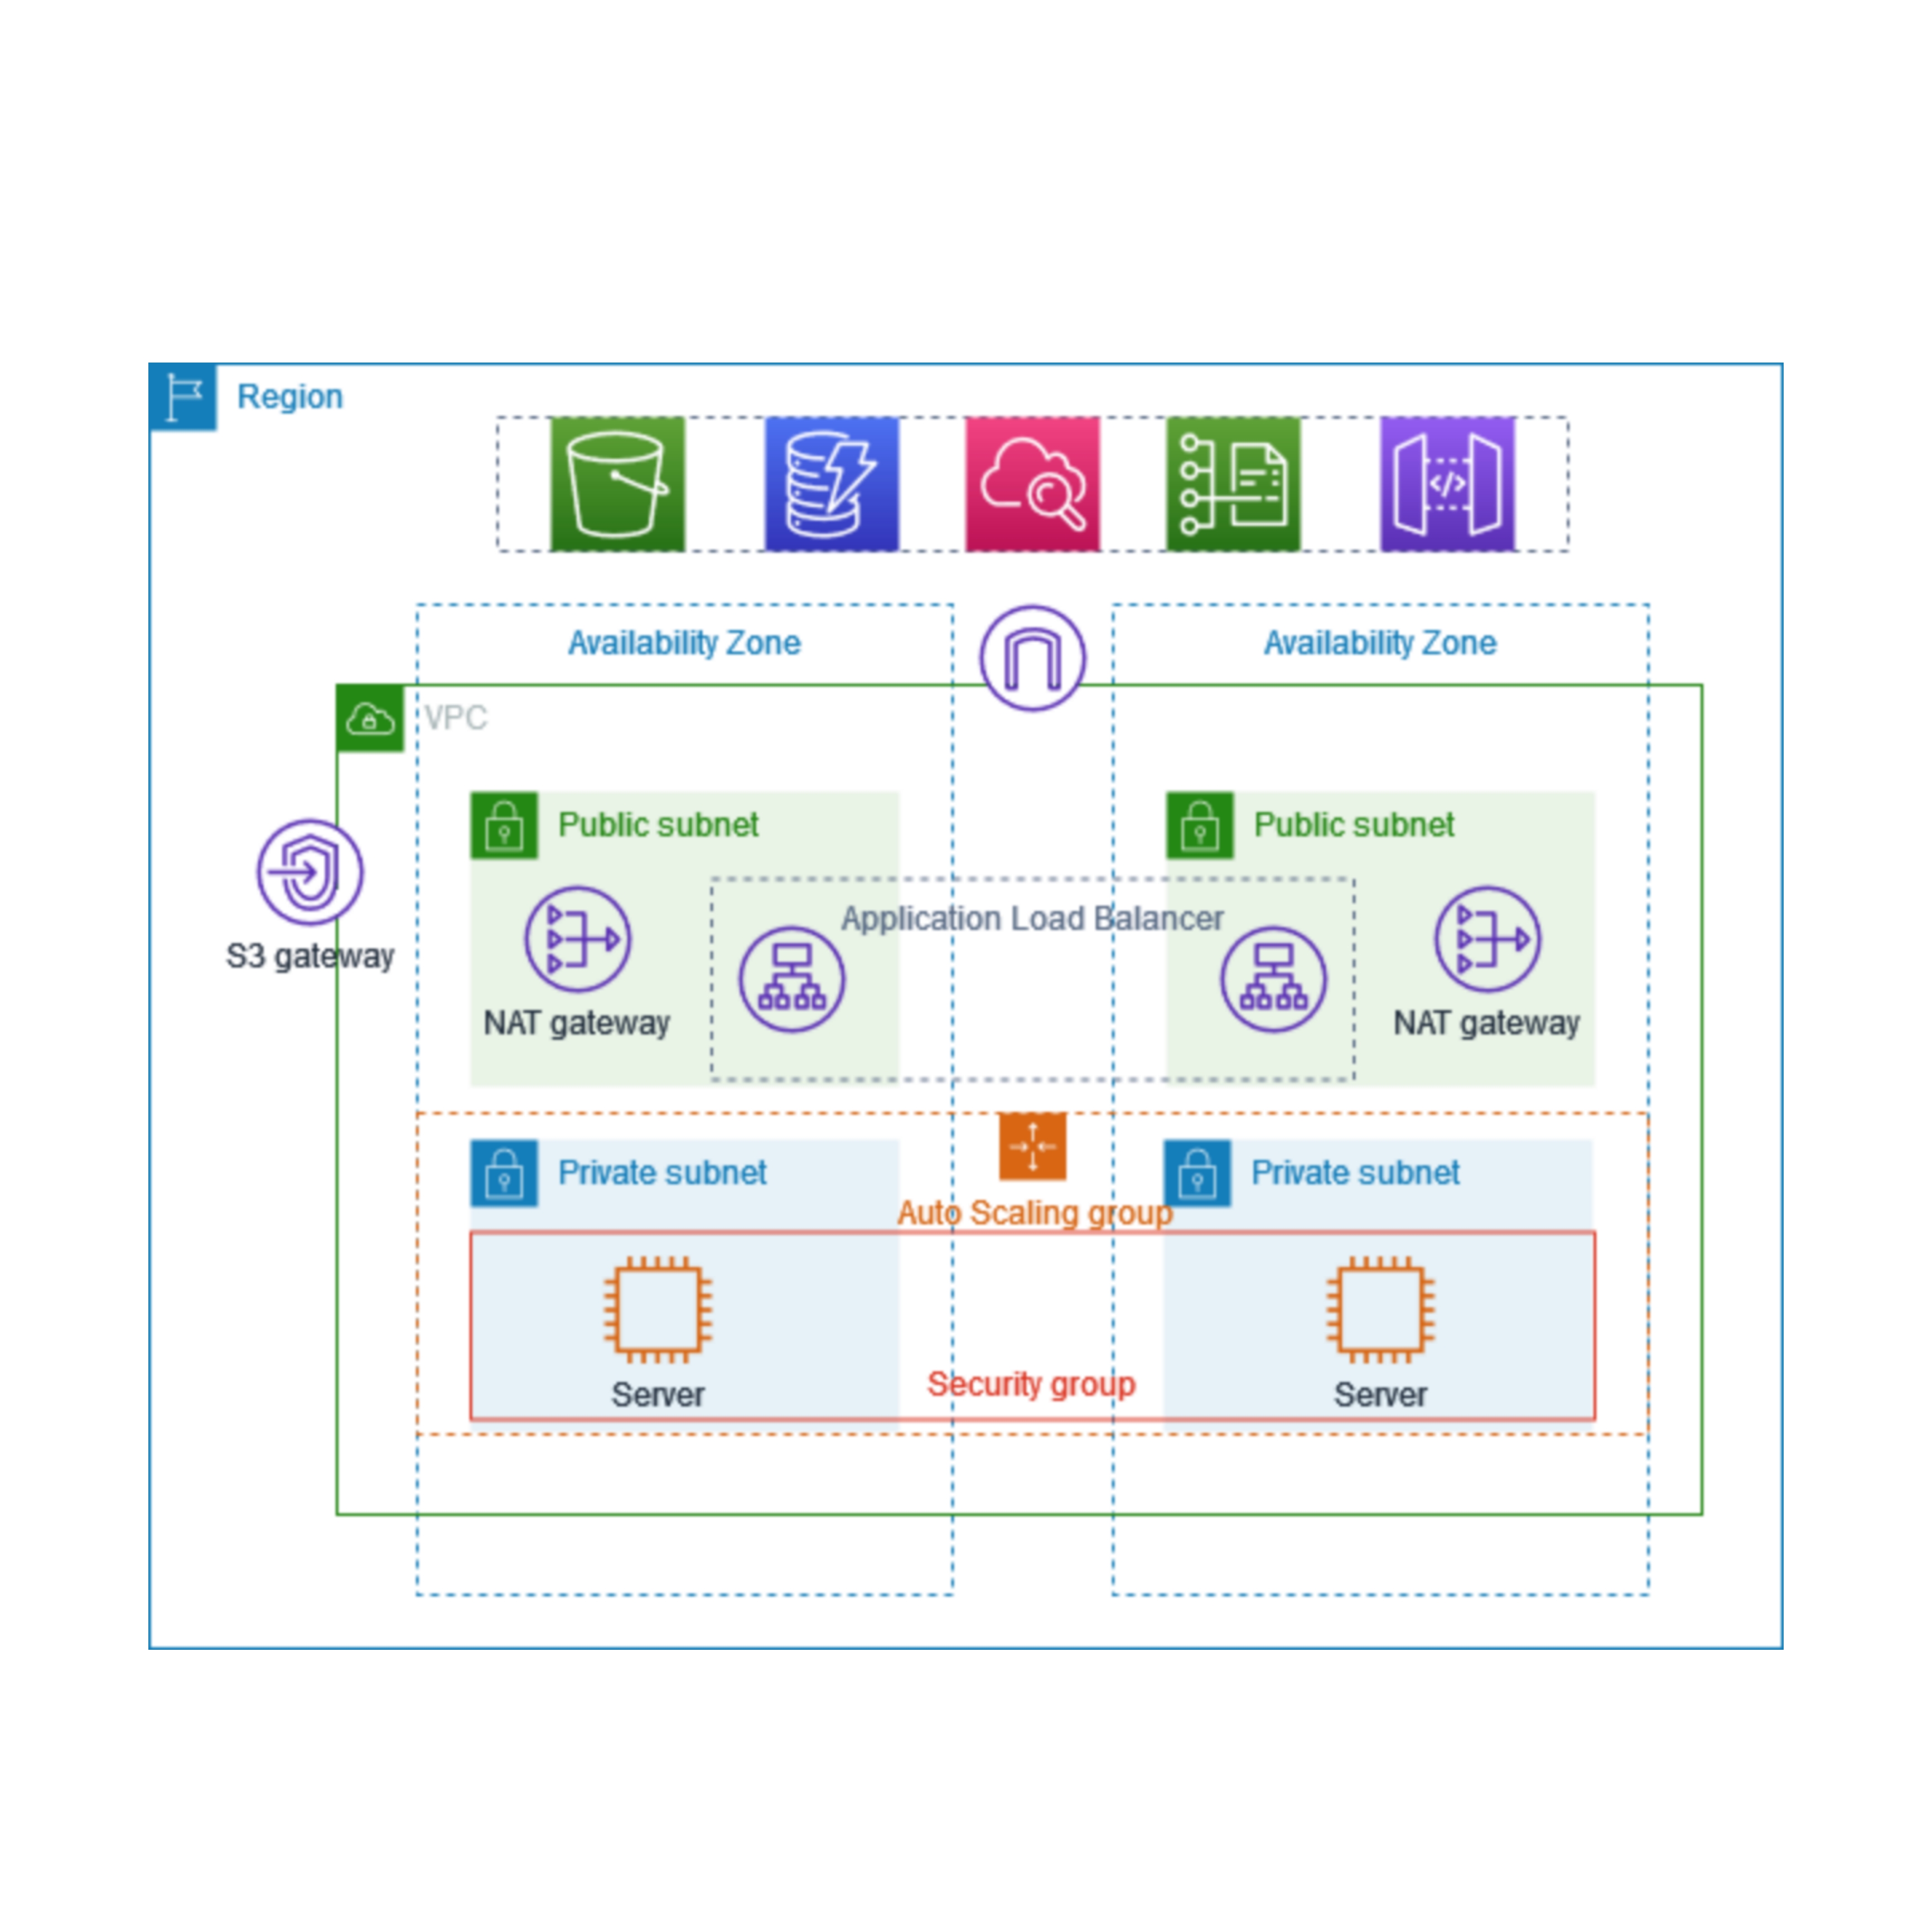 Region
Availability Zone
Availability Zone
VPC
Public subnet
Public subnet
Application Load Balancer
S3 gateway
NAT gateway
NAT gateway
Private subnet
Private subnet
Auto Scaling group
Security group
Server
Server